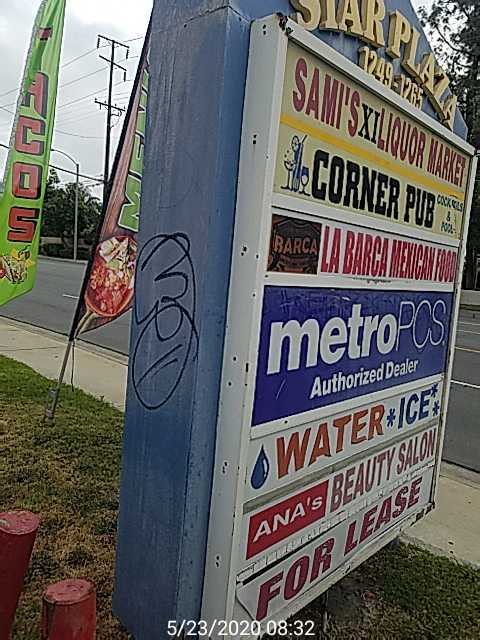 STAR PLAZA
1249-1265
SAMI'S XI LIQUOR MARKET
CORNER PUB
COCKTAILS
& POOL
BARCA
LA BARCA MEXICAN FOOD
metroPCS.
Authorized Dealer
WATER *ICE*
ANA'S BEAUTY SALON
FOR LEASE
TACOS
5/23/2020 08:32